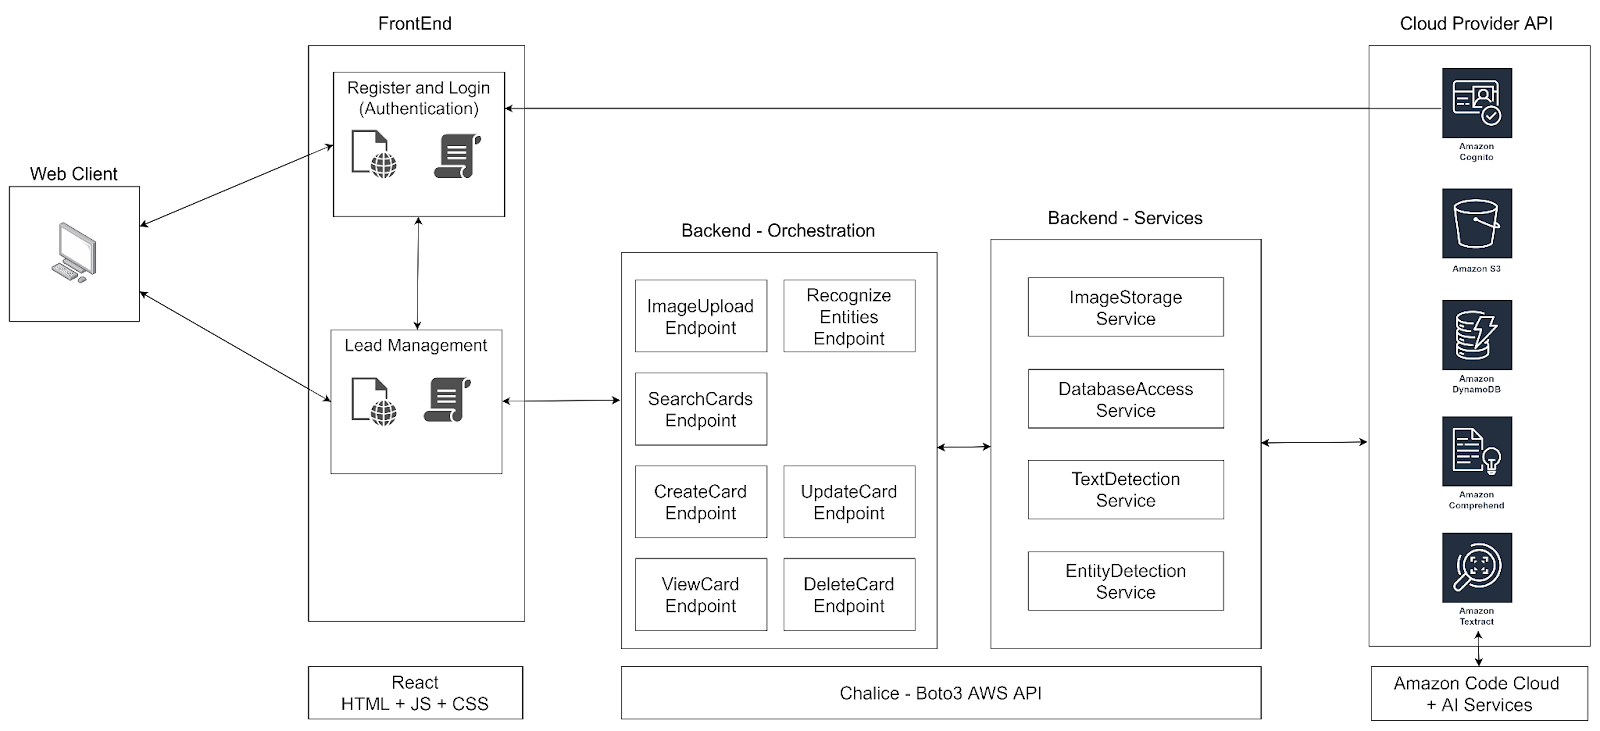 FrontEnd
Cloud Provider API
Register and Login
(Authentication)
Amazon
Cognito
Web Client
Backend - Orchestration
Backend - Services
Amazon S3
ImageUpload
Endpoint
Recognize
Entities
Endpoint
ImageStorage
Service
Lead Management
Amazon
DynamoDB
SearchCards
Endpoint
DatabaseAccess
Service
CreateCard
Endpoint
UpdateCard
Endpoint
TextDetection
Service
Amazon
Comprehend
ViewCard
Endpoint
DeleteCard
Endpoint
EntityDetection
Service
Amazon
Textract
React
HTML + JS + CSS
Chalice - Boto3 AWS API
Amazon Code Cloud
+ AI Services